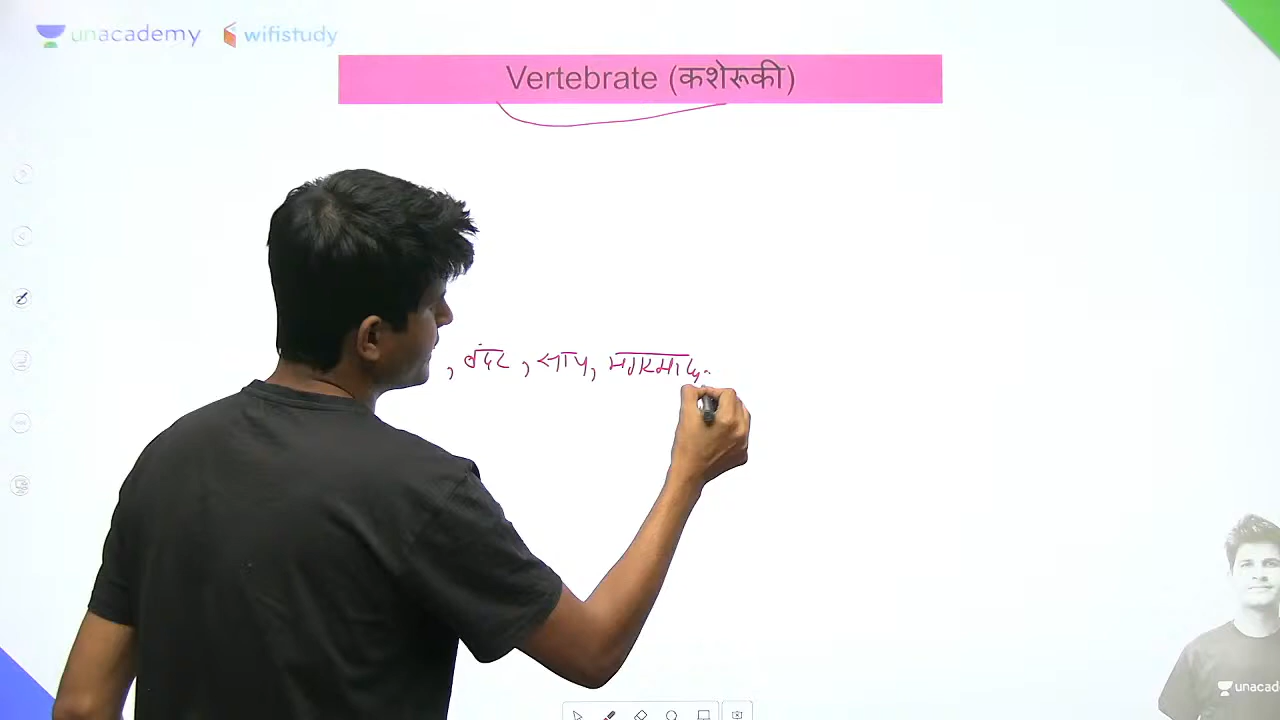 unacademy wifistudy
Vertebrate (कशेरूकी)
, बंदर , साप, मगरमच्छ
unacad